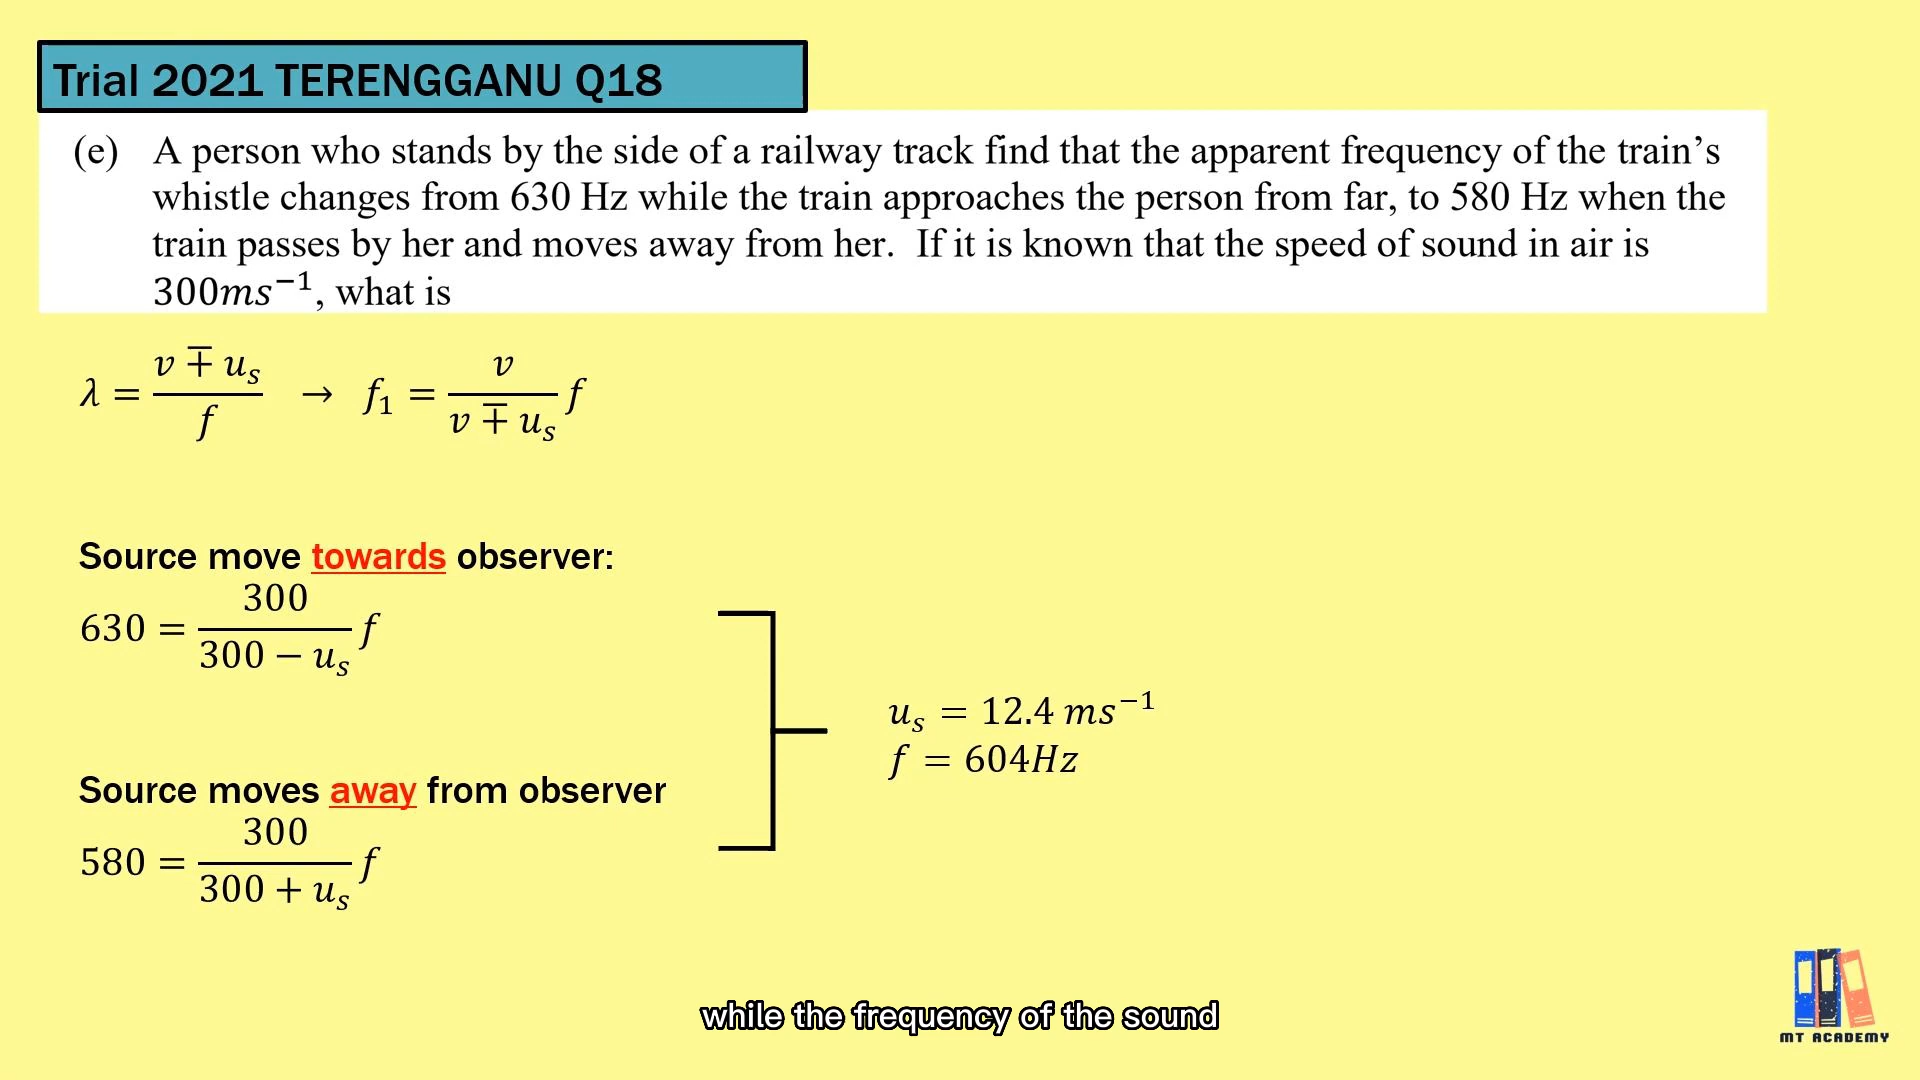 Trial 2021 TERENGGANU Q18
(e) A person who stands by the side of a railway track find that the apparent frequency of the train's
whistle changes from 630 Hz while the train approaches the person from far, to 580 Hz when the
train passes by her and moves away from her. If it is known that the speed of sound in air is
300ms⁻¹, what is
λ = (v ∓ uₛ)/f → f₁ = v/(v ∓ uₛ) f
Source move towards observer:
630 = 300/(300 − uₛ) f
uₛ = 12.4 ms⁻¹
f = 604Hz
Source moves away from observer
580 = 300/(300 + uₛ) f
while the frequency of the sound
MT ACADEMY